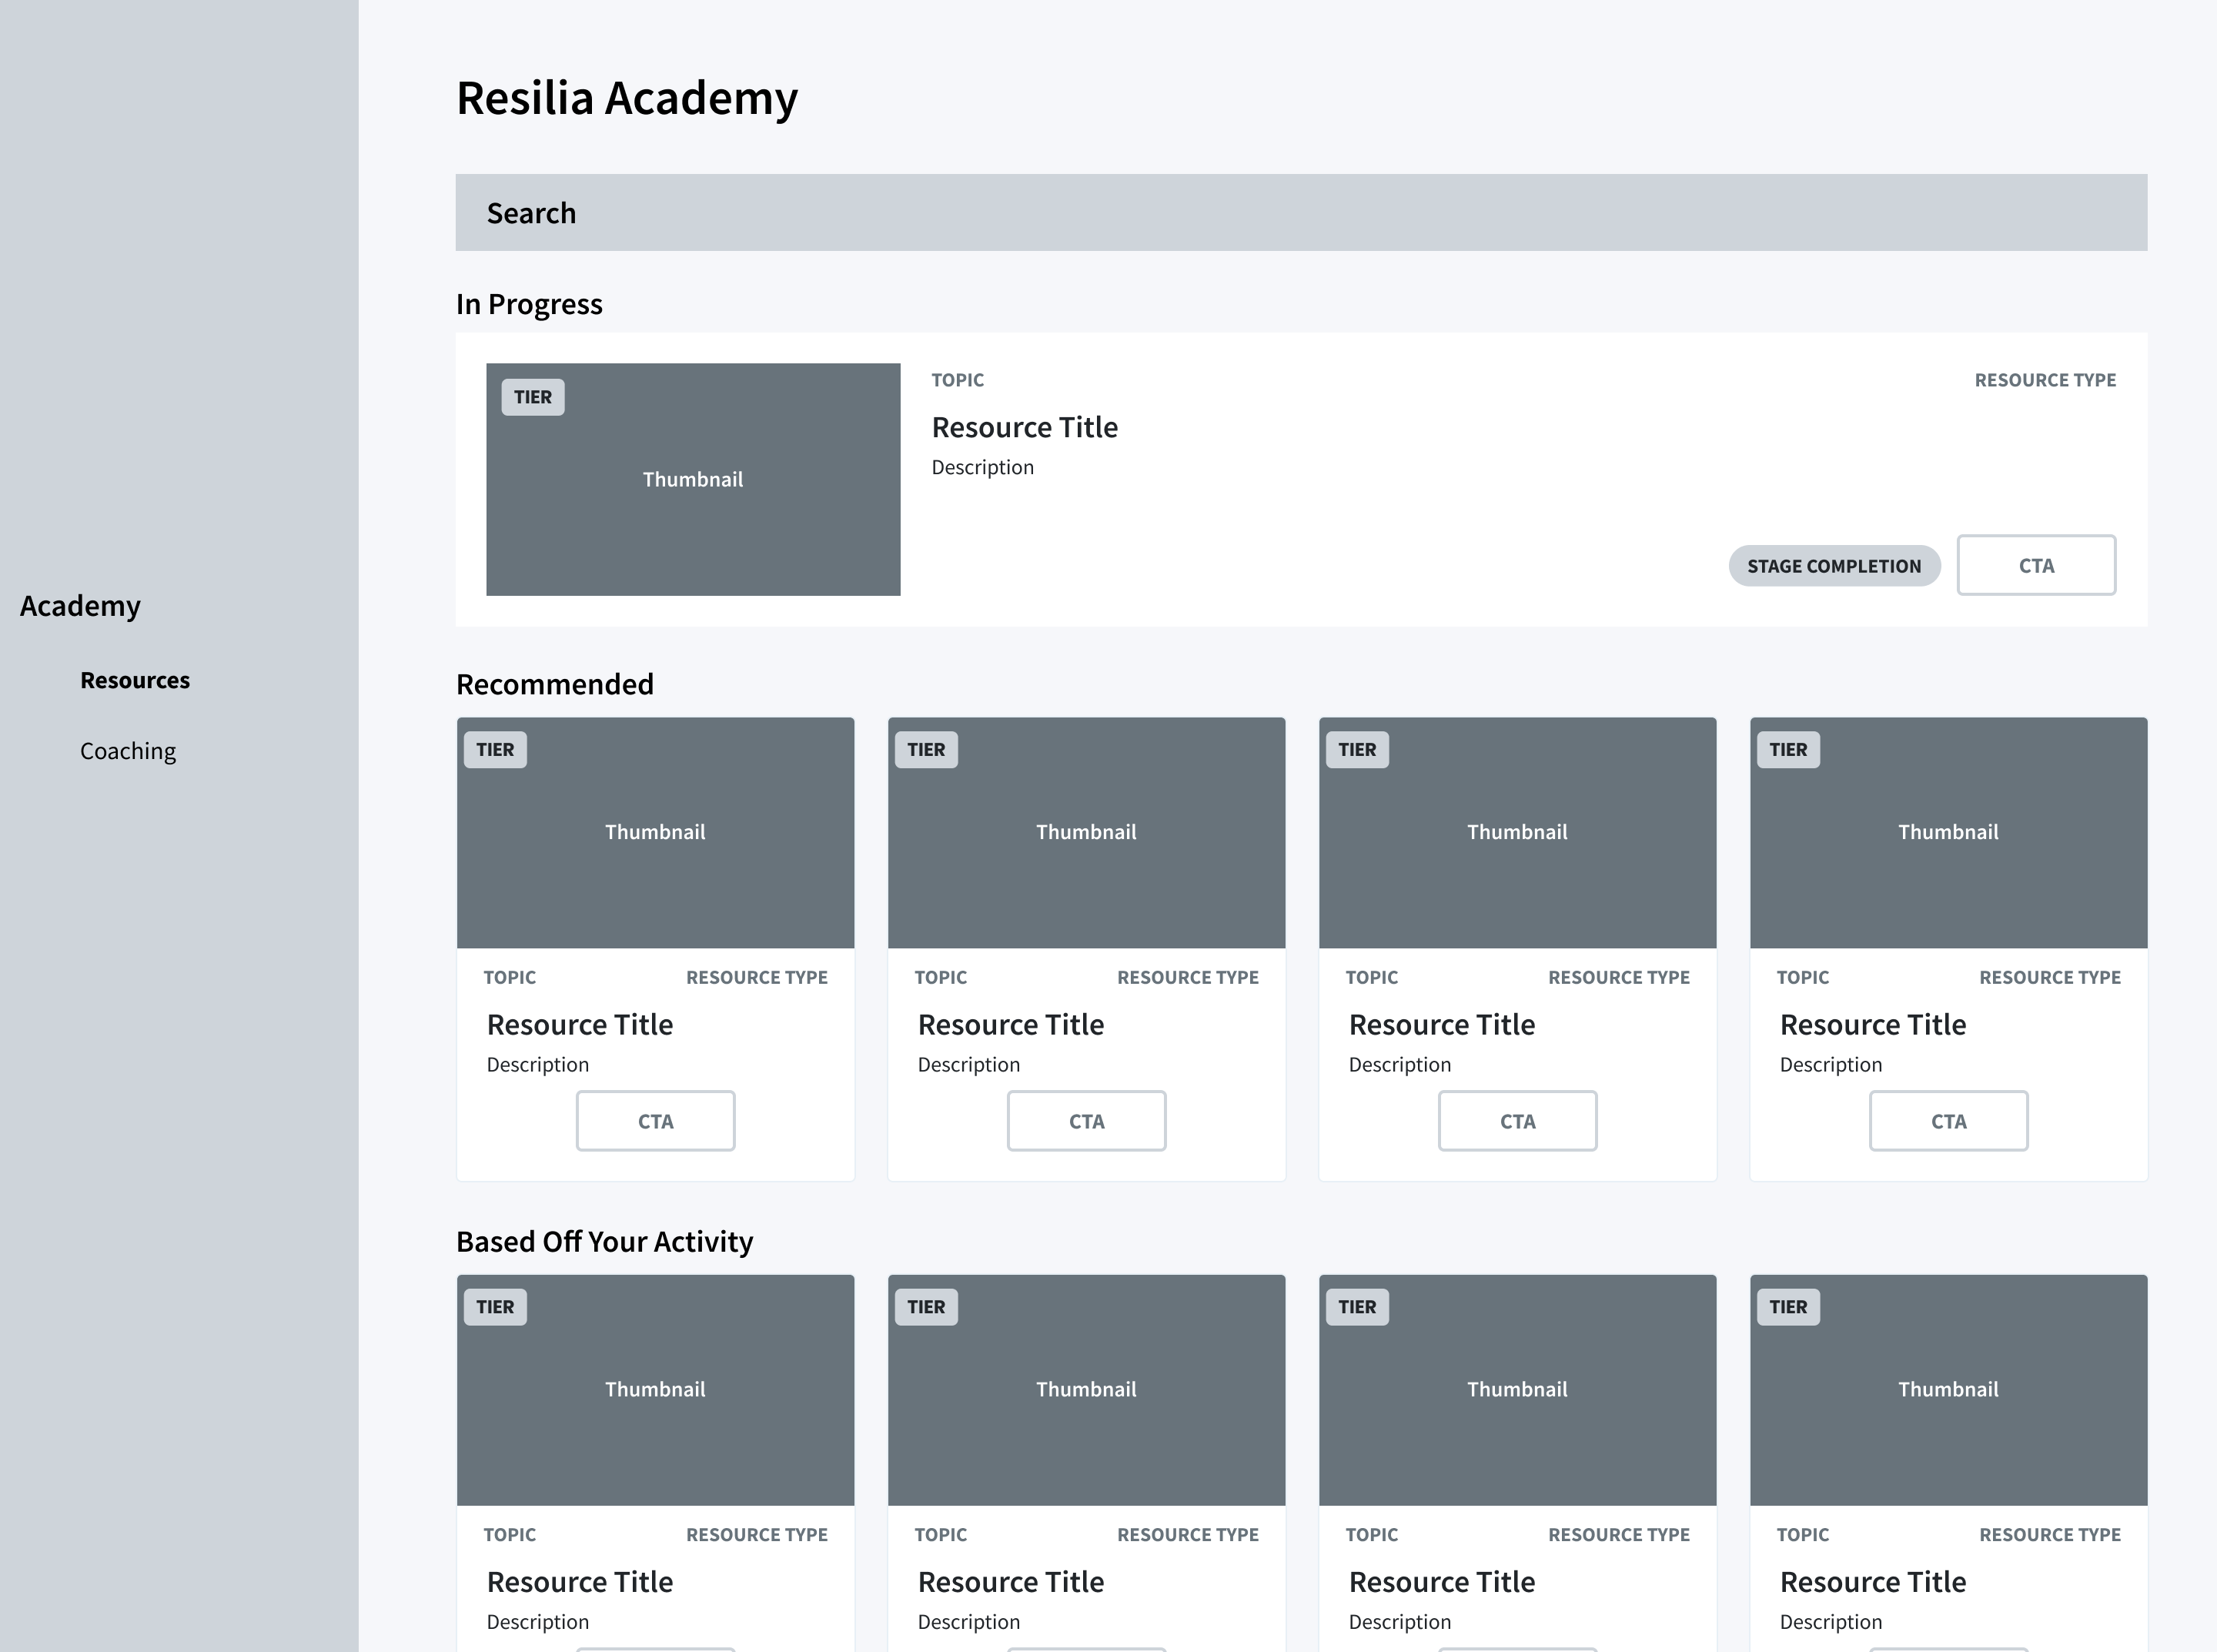 Resilia Academy
Search
In Progress
TIER
Thumbnail
TOPIC
RESOURCE TYPE
Resource Title
Description
STAGE COMPLETION
CTA
Academy
Resources
Coaching
Recommended
TIER
Thumbnail
TOPIC RESOURCE TYPE
Resource Title
Description
CTA
TIER
Thumbnail
TOPIC RESOURCE TYPE
Resource Title
Description
CTA
TIER
Thumbnail
TOPIC RESOURCE TYPE
Resource Title
Description
CTA
TIER
Thumbnail
TOPIC RESOURCE TYPE
Resource Title
Description
CTA
Based Off Your Activity
TIER
Thumbnail
TOPIC RESOURCE TYPE
Resource Title
Description
TIER
Thumbnail
TOPIC RESOURCE TYPE
Resource Title
Description
TIER
Thumbnail
TOPIC RESOURCE TYPE
Resource Title
Description
TIER
Thumbnail
TOPIC RESOURCE TYPE
Resource Title
Description